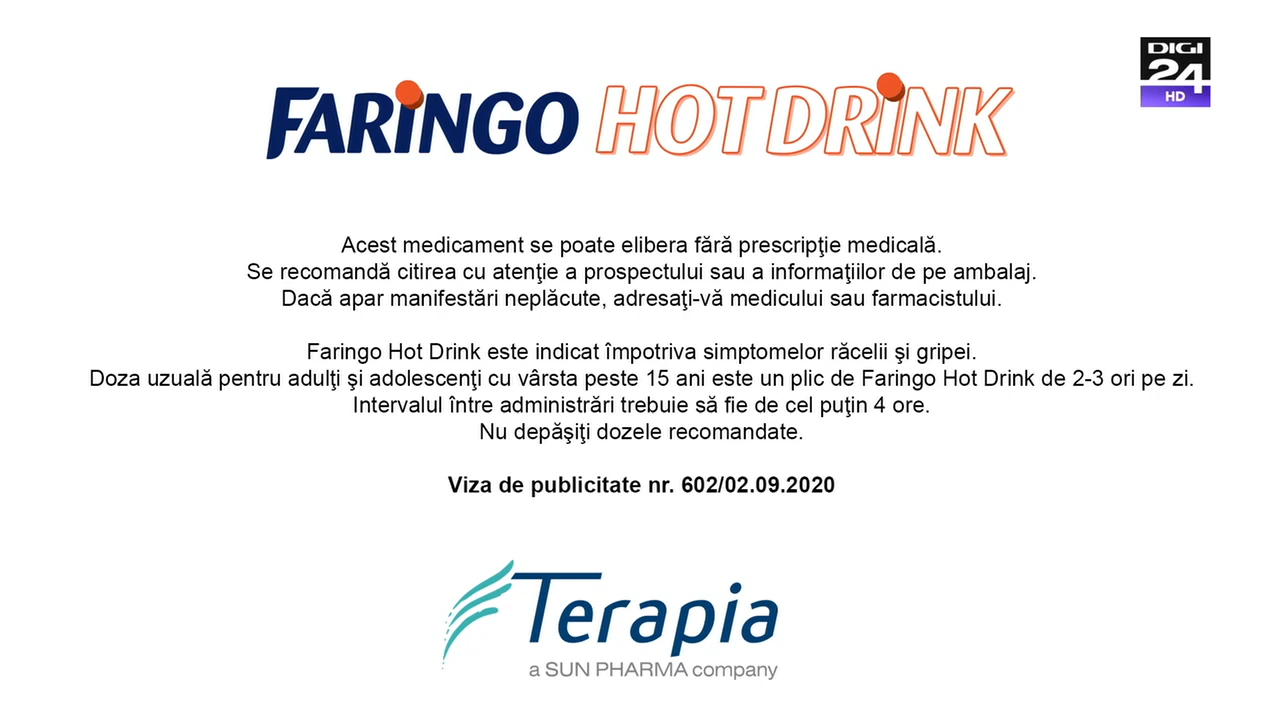 FARINGO HOT DRINK
DIGI
24
HD
Acest medicament se poate elibera fără prescripţie medicală.
Se recomandă citirea cu atenţie a prospectului sau a informaţiilor de pe ambalaj.
Dacă apar manifestări neplăcute, adresaţi-vă medicului sau farmacistului.
Faringo Hot Drink este indicat împotriva simptomelor răcelii şi gripei.
Doza uzuală pentru adulţi şi adolescenţi cu vârsta peste 15 ani este un plic de Faringo Hot Drink de 2-3 ori pe zi.
Intervalul între administrări trebuie să fie de cel puţin 4 ore.
Nu depăşiţi dozele recomandate.
Viza de publicitate nr. 602/02.09.2020
Terapia
a SUN PHARMA company